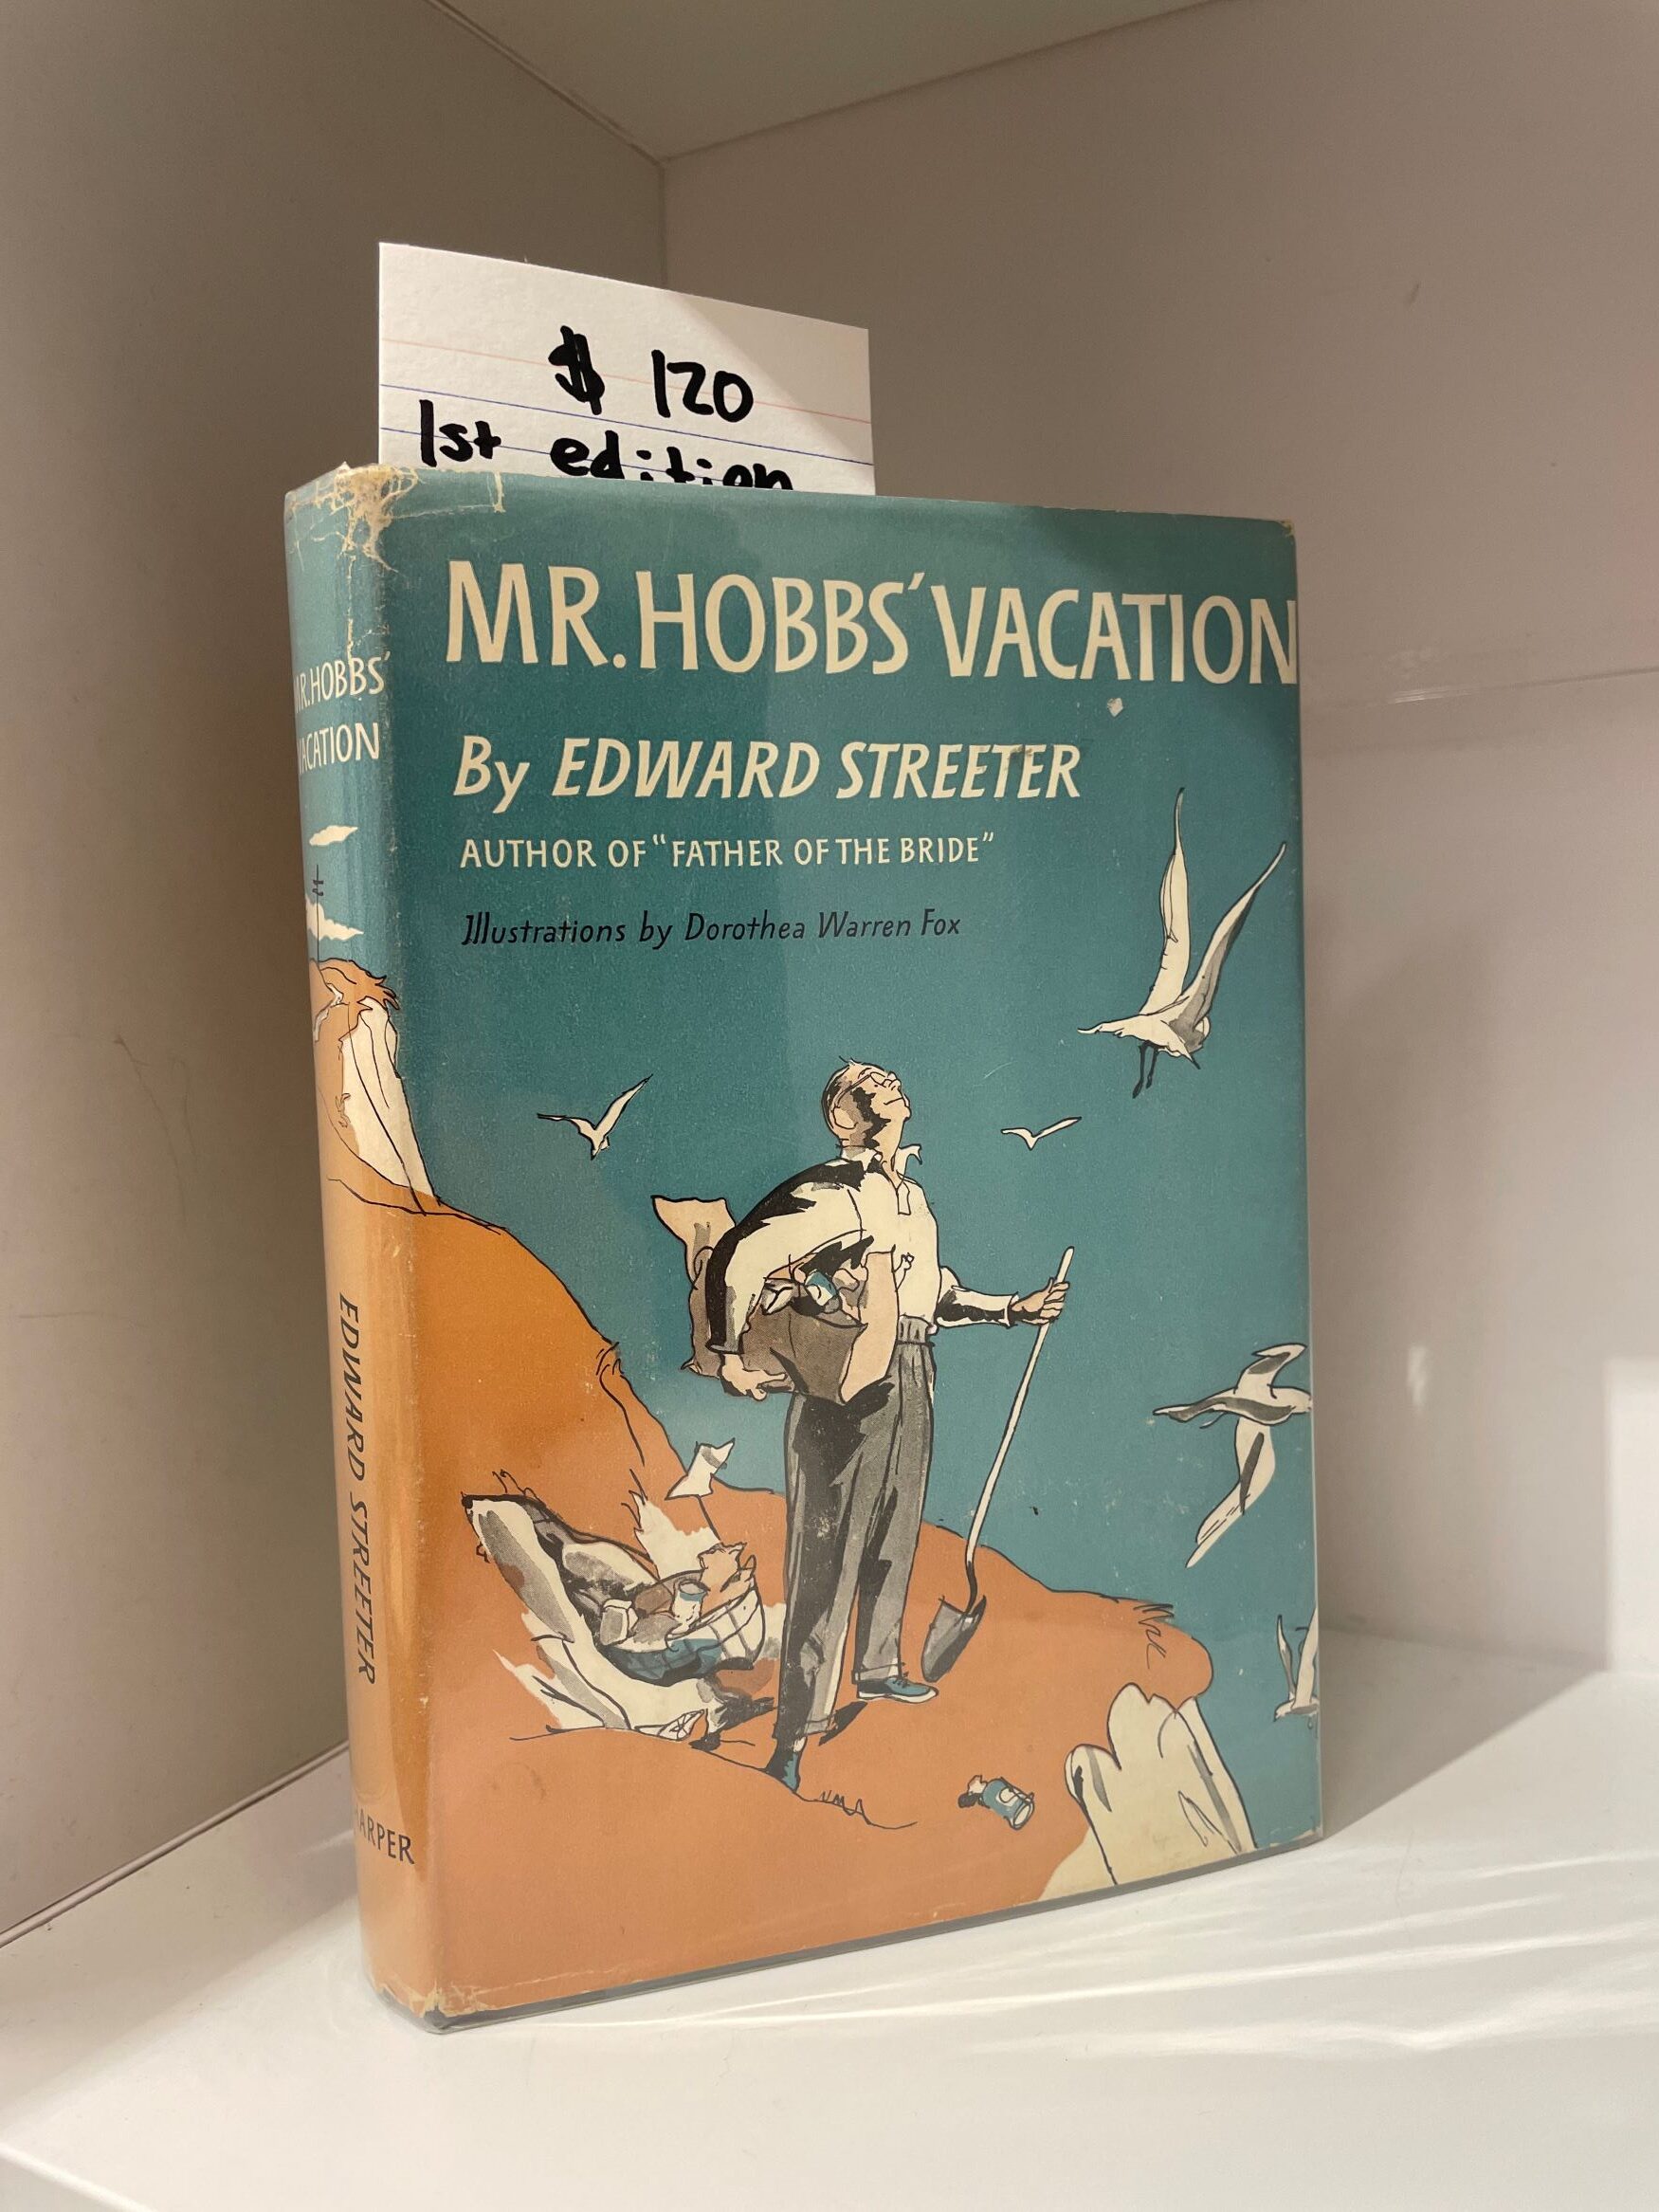 $ 120
1st edition
MR. HOBBS' VACATION
By EDWARD STREETER
AUTHOR OF "FATHER OF THE BRIDE"
Illustrations by Dorothea Warren Fox
MR. HOBBS'
VACATION
EDWARD STREETER
HARPER